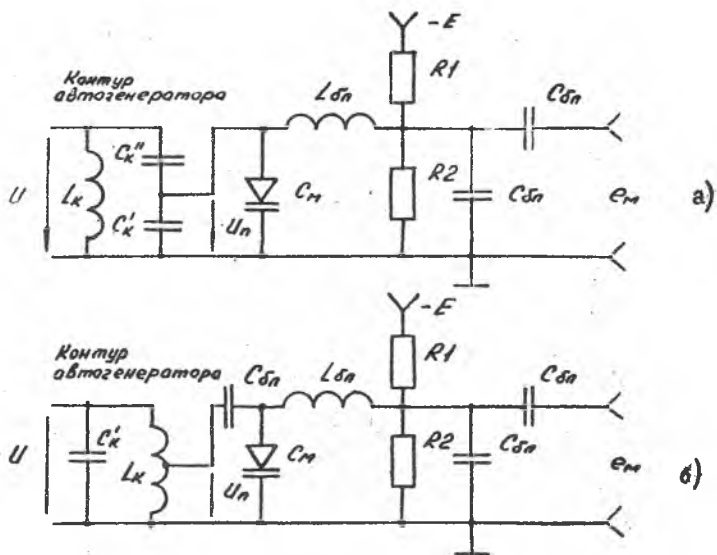 -E
Контур
автогенератора
R1
Lбл
Cбл
Cк"
U
Lк
Cк'
Cм
Uп
R2
Cбл
eм
а)
-E
Контур
автогенератора
R1
Cбл
Lбл
Cбл
U
Cк'
Lк
Cм
Uп
R2
Cбл
eм
б)